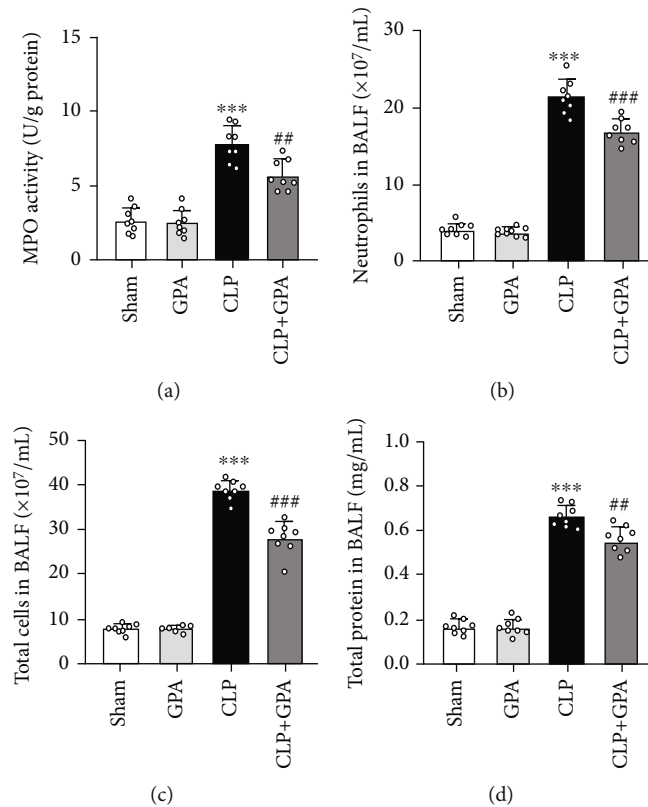 MPO activity (U/g protein)
15
10
5
0
***
##
Sham
GPA
CLP
CLP+GPA
(a)
Neutrophils in BALF (×10⁷/mL)
30
20
10
0
***
###
Sham
GPA
CLP
CLP+GPA
(b)
Total cells in BALF (×10⁷/mL)
50
40
30
20
10
0
***
###
Sham
GPA
CLP
CLP+GPA
(c)
Total protein in BALF (mg/mL)
1.0
0.8
0.6
0.4
0.2
0.0
***
##
Sham
GPA
CLP
CLP+GPA
(d)